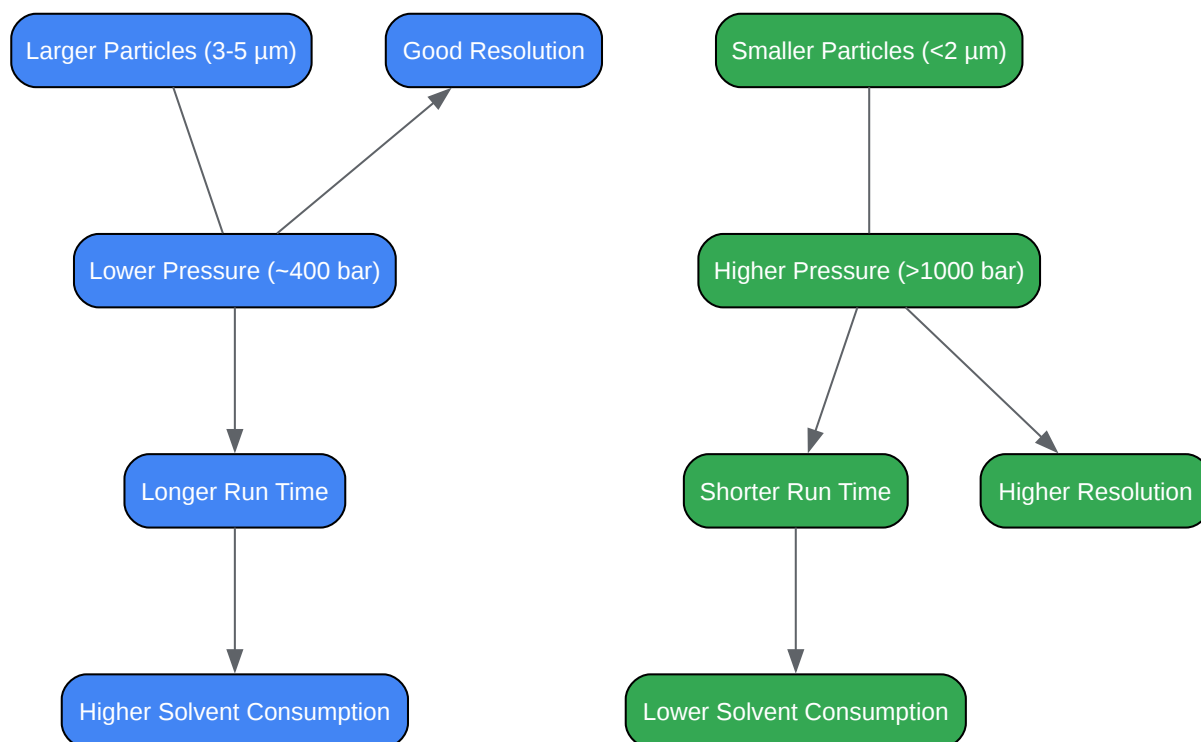 Larger Particles (3-5 µm)
Good Resolution
Smaller Particles (<2 µm)
Lower Pressure (~400 bar)
Higher Pressure (>1000 bar)
Longer Run Time
Shorter Run Time
Higher Resolution
Higher Solvent Consumption
Lower Solvent Consumption